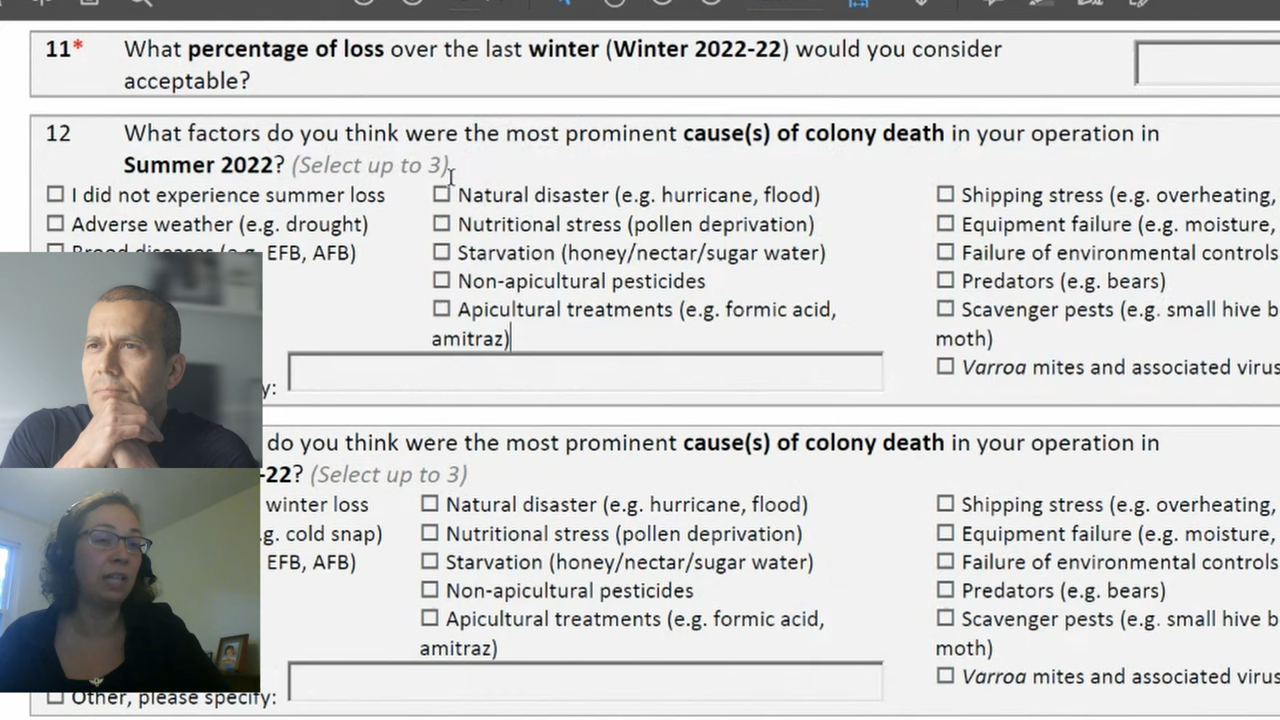 11* What percentage of loss over the last winter (Winter 2022-22) would you consider
acceptable?
12 What factors do you think were the most prominent cause(s) of colony death in your operation in
Summer 2022? (Select up to 3)
I did not experience summer loss
Adverse weather (e.g. drought)
Brood diseases (e.g. EFB, AFB)
Natural disaster (e.g. hurricane, flood)
Nutritional stress (pollen deprivation)
Starvation (honey/nectar/sugar water)
Non-apicultural pesticides
Apicultural treatments (e.g. formic acid,
amitraz)
Shipping stress (e.g. overheating,
Equipment failure (e.g. moisture,
Failure of environmental controls
Predators (e.g. bears)
Scavenger pests (e.g. small hive b
moth)
Varroa mites and associated virus
y:
do you think were the most prominent cause(s) of colony death in your operation in
-22? (Select up to 3)
winter loss
.g. cold snap)
EFB, AFB)
Natural disaster (e.g. hurricane, flood)
Nutritional stress (pollen deprivation)
Starvation (honey/nectar/sugar water)
Non-apicultural pesticides
Apicultural treatments (e.g. formic acid,
amitraz)
Shipping stress (e.g. overheating,
Equipment failure (e.g. moisture,
Failure of environmental controls
Predators (e.g. bears)
Scavenger pests (e.g. small hive b
moth)
Varroa mites and associated virus
Other, please specify: